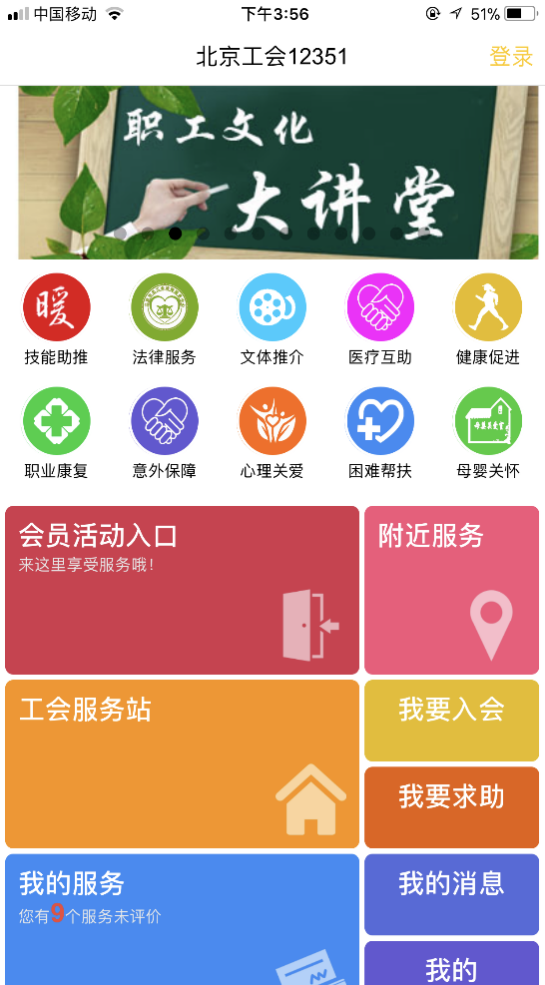 中国移动
下午3:56
51%
北京工会12351
登录
职工文化
大讲堂
暖
技能助推
法律服务
文体推介
医疗互助
健康促进
职业康复
意外保障
心理关爱
困难帮扶
母婴关怀
会员活动入口
来这里享受服务哦!
附近服务
工会服务站
我要入会
我要求助
我的服务
您有9个服务未评价
我的消息
我的